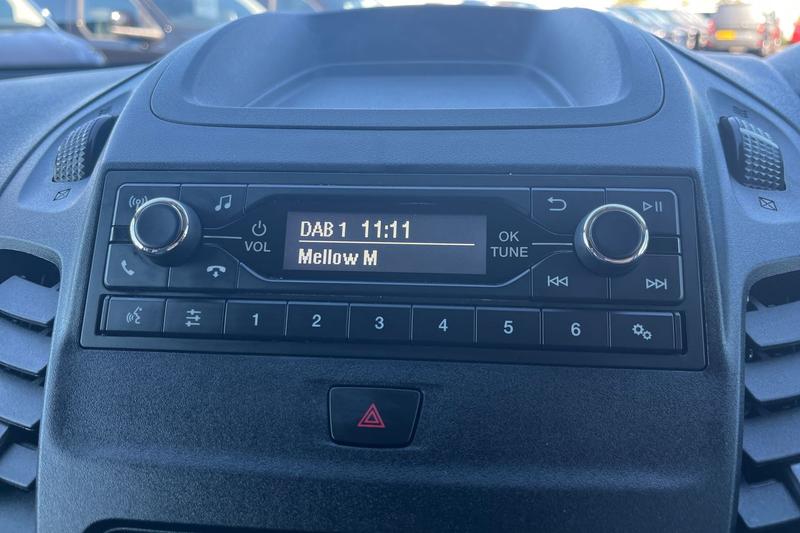 DAB 1 11:11
Mellow M
VOL
OK
TUNE
1 2 3 4 5 6